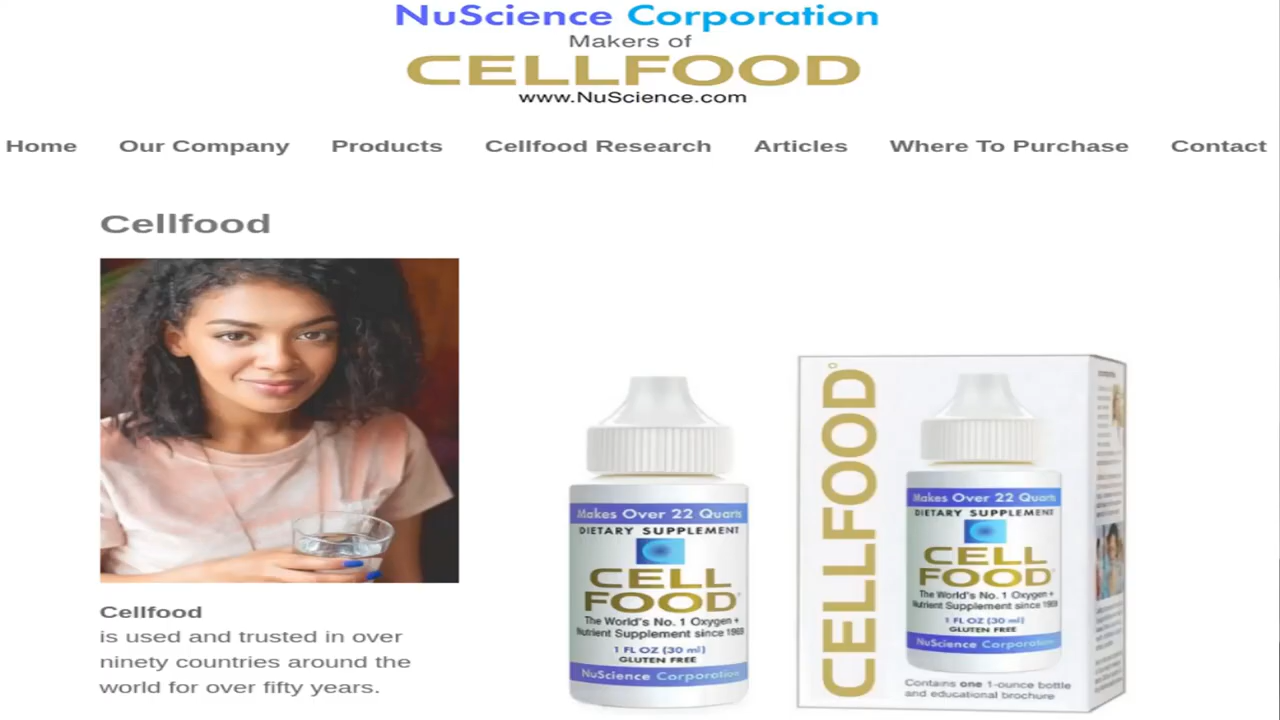 NuScience Corporation
Makers of
CELLFOOD
www.NuScience.com
Home Our Company Products Cellfood Research Articles Where To Purchase Contact
Cellfood
Cellfood
is used and trusted in over
ninety countries around the
world for over fifty years.
Makes Over 22 Quarts
DIETARY SUPPLEMENT
CELL
FOOD®
The World's No. 1 Oxygen +
Nutrient Supplement since 1969
1 FL OZ (30 ml)
GLUTEN FREE
NuScience Corporation
CELLFOOD®
Makes Over 22 Quarts
DIETARY SUPPLEMENT
CELL
FOOD®
The World's No. 1 Oxygen +
Nutrient Supplement since 1969
1 FL OZ (30 ml)
GLUTEN FREE
NuScience Corporation
Contains one 1-ounce bottle
and educational brochure